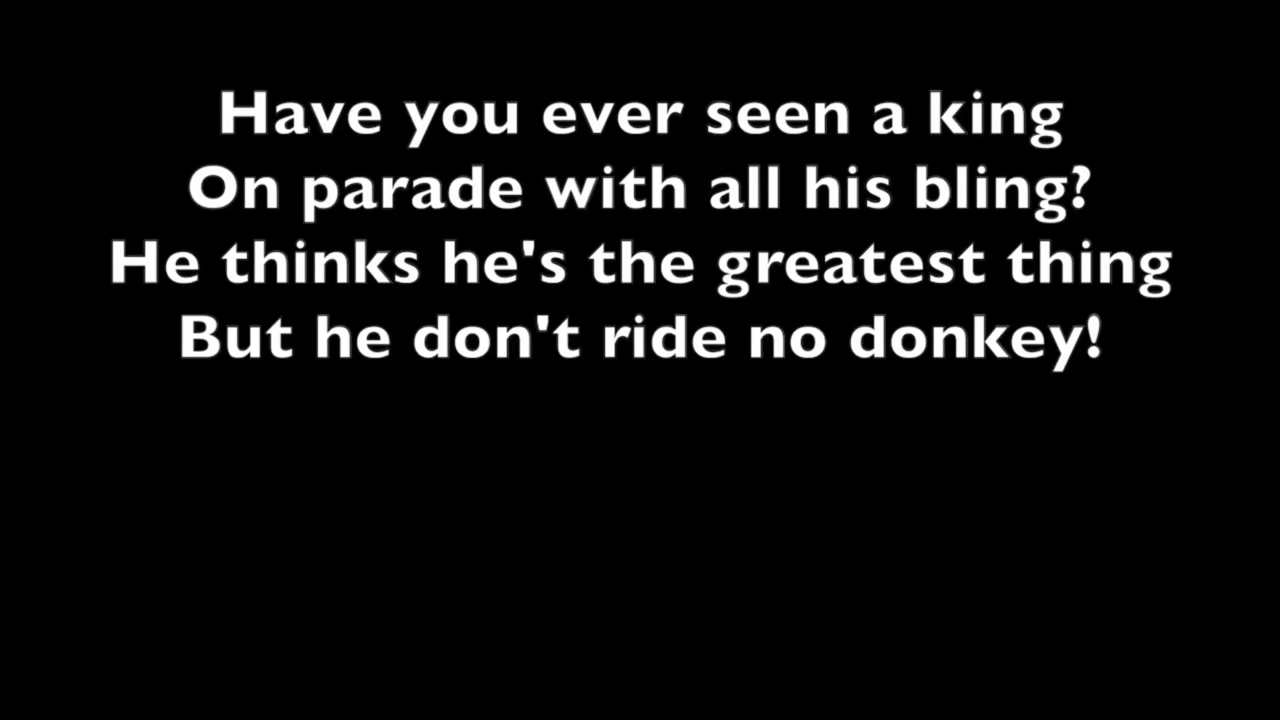 Have you ever seen a king
On parade with all his bling?
He thinks he's the greatest thing
But he don't ride no donkey!